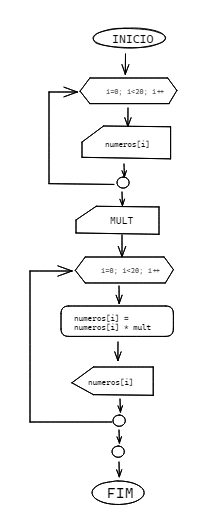 INICIO
i=0; i<20; i++
numeros[i]
MULT
i=0; i<20; i++
numeros[i] =
numeros[i] * mult
numeros[i]
FIM